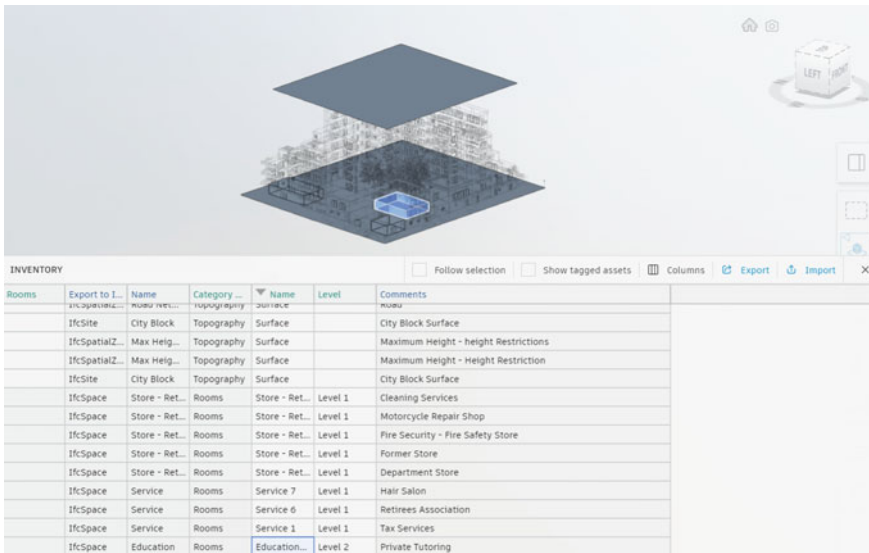 LEFT FRONT
INVENTORY Follow selection Show tagged assets Columns Export Import
Rooms Export to I... Name Category ... Name Level Comments
IfcSpatialZ... Road Net... Topography Surface Road
IfcSite City Block Topography Surface City Block Surface
IfcSpatialZ... Max Heig... Topography Surface Maximum Height - height Restrictions
IfcSpatialZ... Max Heig... Topography Surface Maximum Height - Height Restriction
IfcSite City Block Topography Surface City Block Surface
IfcSpace Store - Ret... Rooms Store - Ret... Level 1 Cleaning Services
IfcSpace Store - Ret... Rooms Store - Ret... Level 1 Motorcycle Repair Shop
IfcSpace Store - Ret... Rooms Store - Ret... Level 1 Fire Security - Fire Safety Store
IfcSpace Store - Ret... Rooms Store - Ret... Level 1 Former Store
IfcSpace Store - Ret... Rooms Store - Ret... Level 1 Department Store
IfcSpace Service Rooms Service 7 Level 1 Hair Salon
IfcSpace Service Rooms Service 6 Level 1 Retirees Association
IfcSpace Service Rooms Service 1 Level 1 Tax Services
IfcSpace Education Rooms Education... Level 2 Private Tutoring